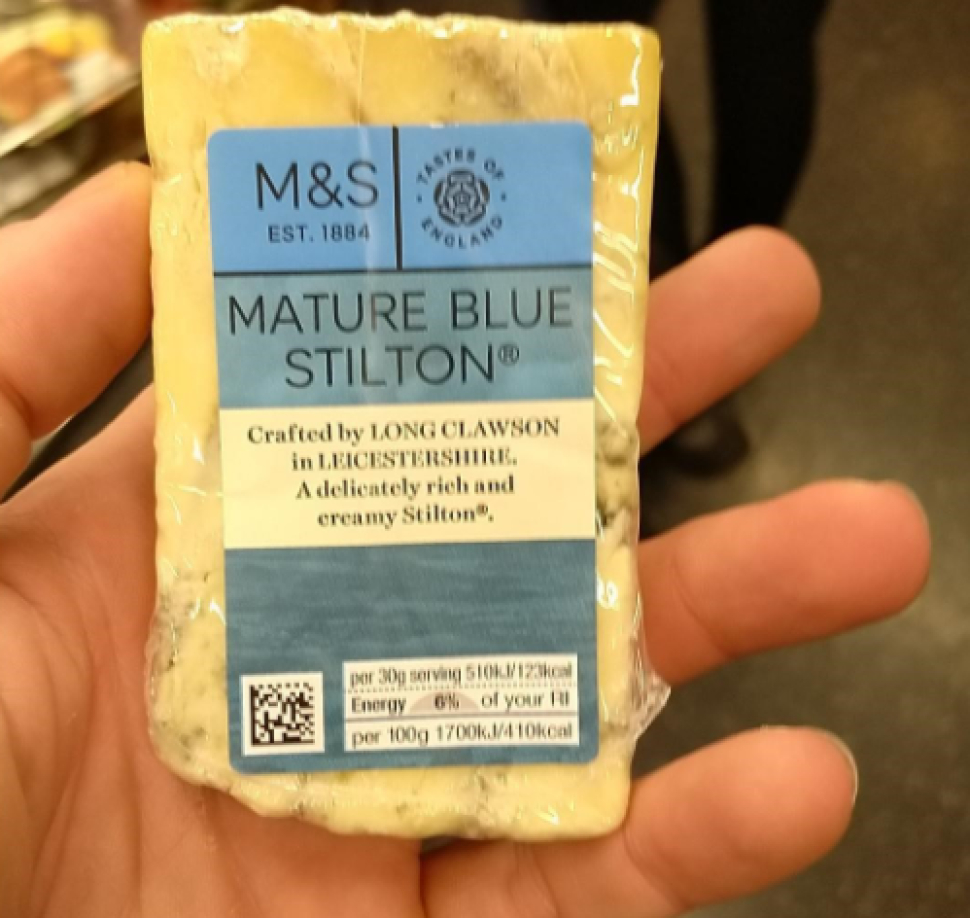 M&S
EST. 1884
TASTES OF
ENGLAND
MATURE BLUE
STILTON®
Crafted by LONG CLAWSON
in LEICESTERSHIRE.
A delicately rich and
creamy Stilton®.
per 30g serving 510kJ/123kcal
Energy 6% of your RI
per 100g 1700kJ/410kcal